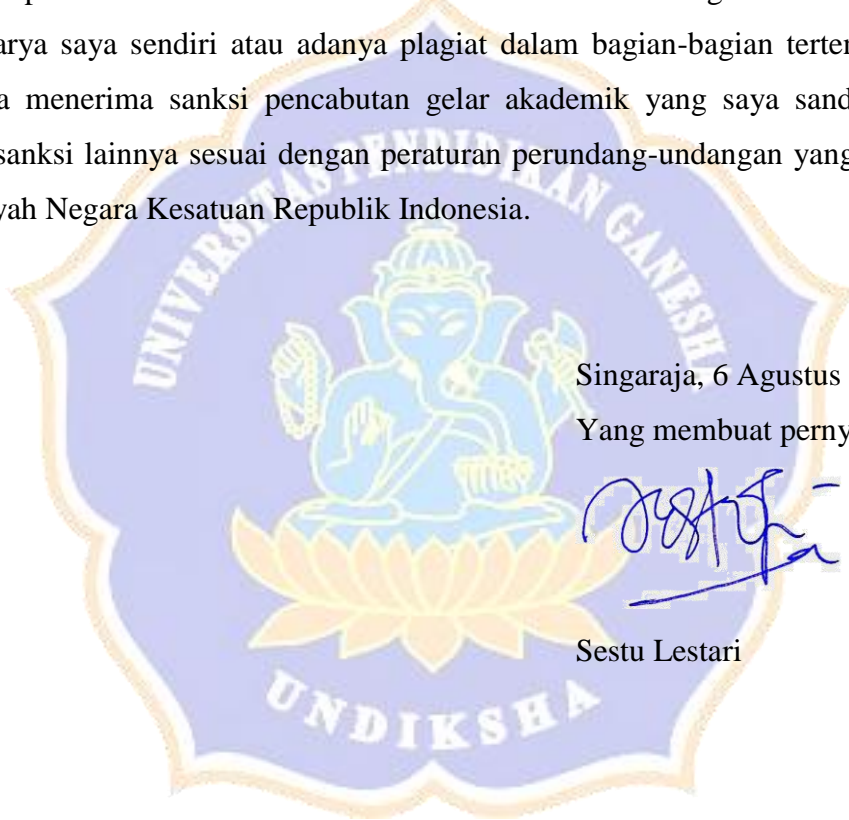 arya saya sendiri atau adanya plagiat dalam bagian-bagian terten
a menerima sanksi pencabutan gelar akademik yang saya sand
sanksi lainnya sesuai dengan peraturan perundang-undangan yang
yah Negara Kesatuan Republik Indonesia.
UNIVERSITAS PENDIDIKAN GANESHA
Singaraja, 6 Agustus
Yang membuat perny
Sestu Lestari
UNDIKSHA